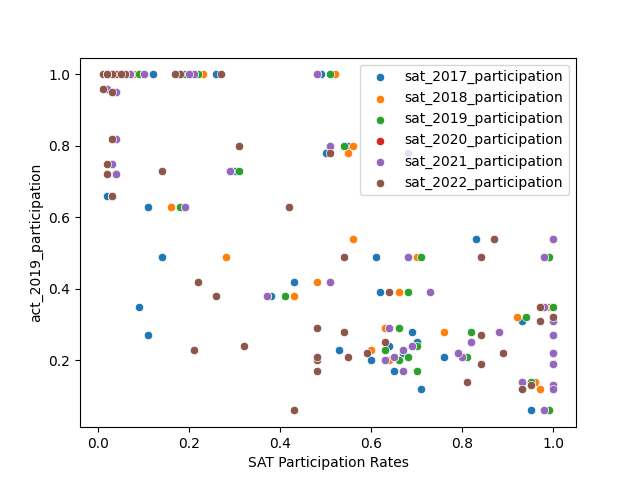 1.0
0.8
0.6
0.4
0.2
act_2019_participation
sat_2017_participation
sat_2018_participation
sat_2019_participation
sat_2020_participation
sat_2021_participation
sat_2022_participation
0.0 0.2 0.4 0.6 0.8 1.0
SAT Participation Rates